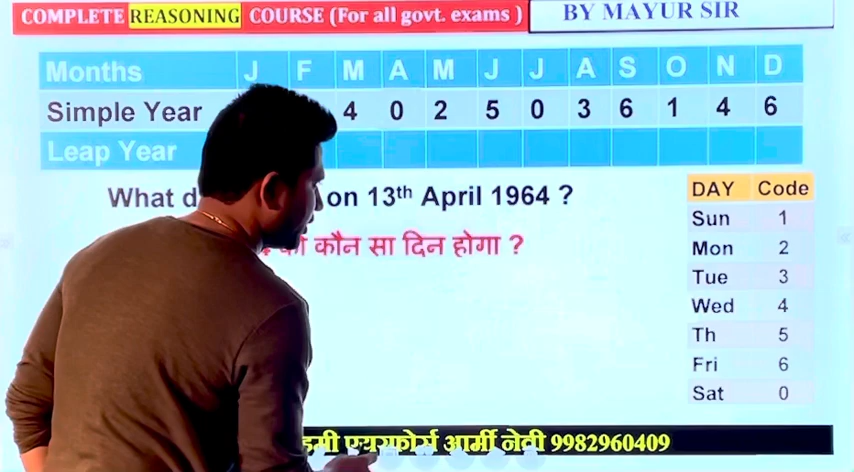 COMPLETE REASONING COURSE (For all govt. exams )
BY MAYUR SIR
Months J F M A M J J A S O N D
Simple Year 4 0 2 5 0 3 6 1 4 6
Leap Year
What on 13th April 1964 ?
कौन सा दिन होगा ?
DAY Code
Sun 1
Mon 2
Tue 3
Wed 4
Th 5
Fri 6
Sat 0
एयरफोर्स आर्मी नेवी 9982960409